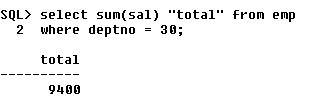 SQL> select sum(sal) "total" from emp
  2  where deptno = 30;
     total
----------
      9400